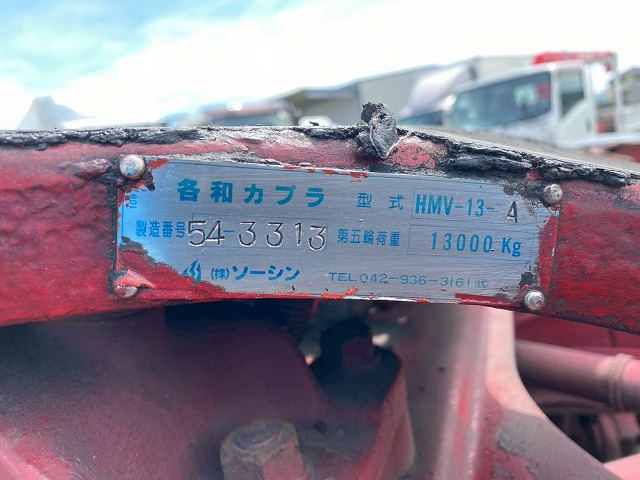 各和カプラ 型式 HMV-13-A
製造番号 54-3313 第五輪荷重 13000Kg
(株)ソーシン TEL 042-936-3161(代)